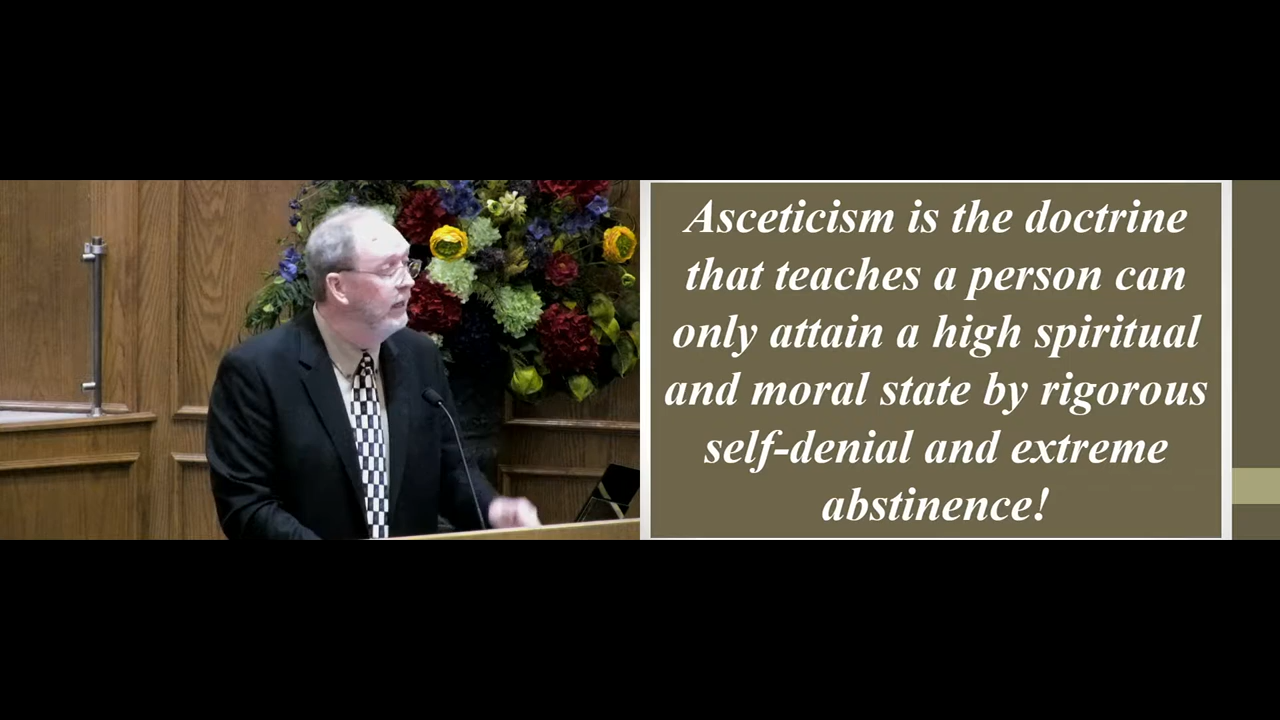 Asceticism is the doctrine
that teaches a person can
only attain a high spiritual
and moral state by rigorous
self-denial and extreme
abstinence!